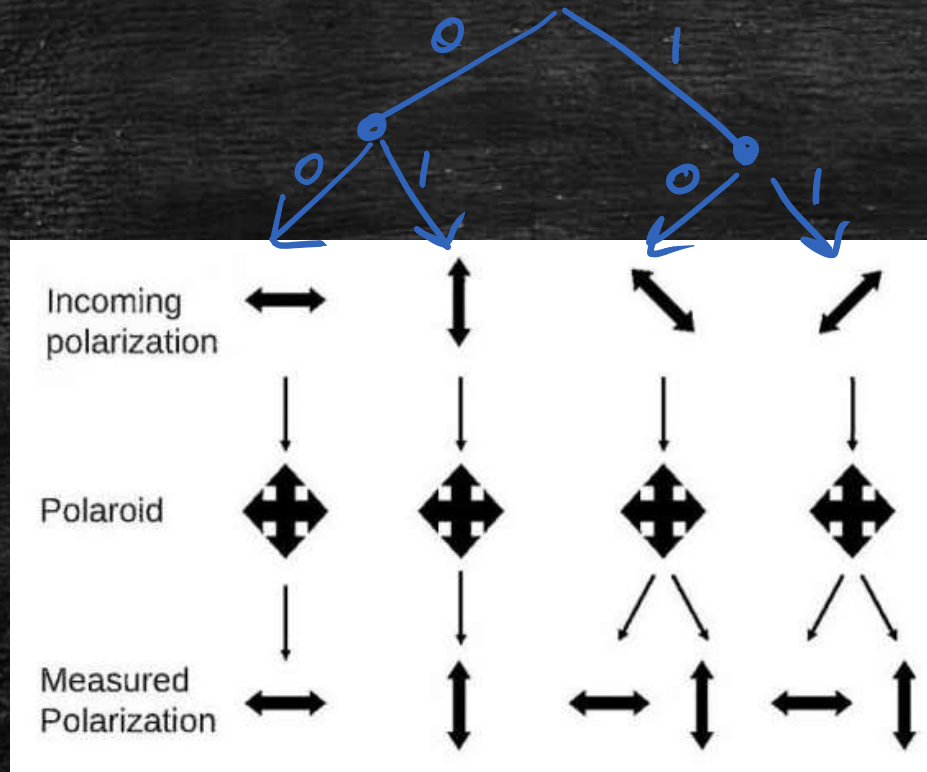 0 1
0 1 0 1
Incoming
polarization
Polaroid
Measured
Polarization